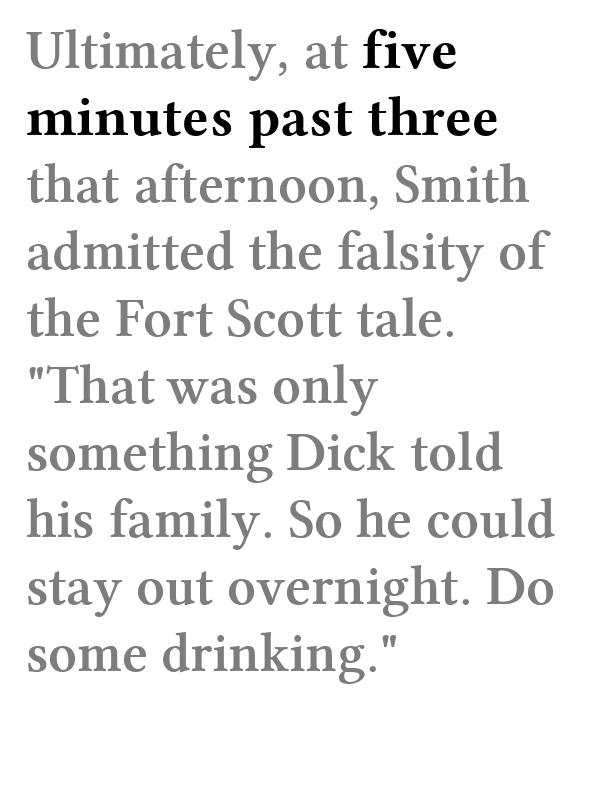 Ultimately, at five
minutes past three
that afternoon, Smith
admitted the falsity of
the Fort Scott tale.
"That was only
something Dick told
his family. So he could
stay out overnight. Do
some drinking."